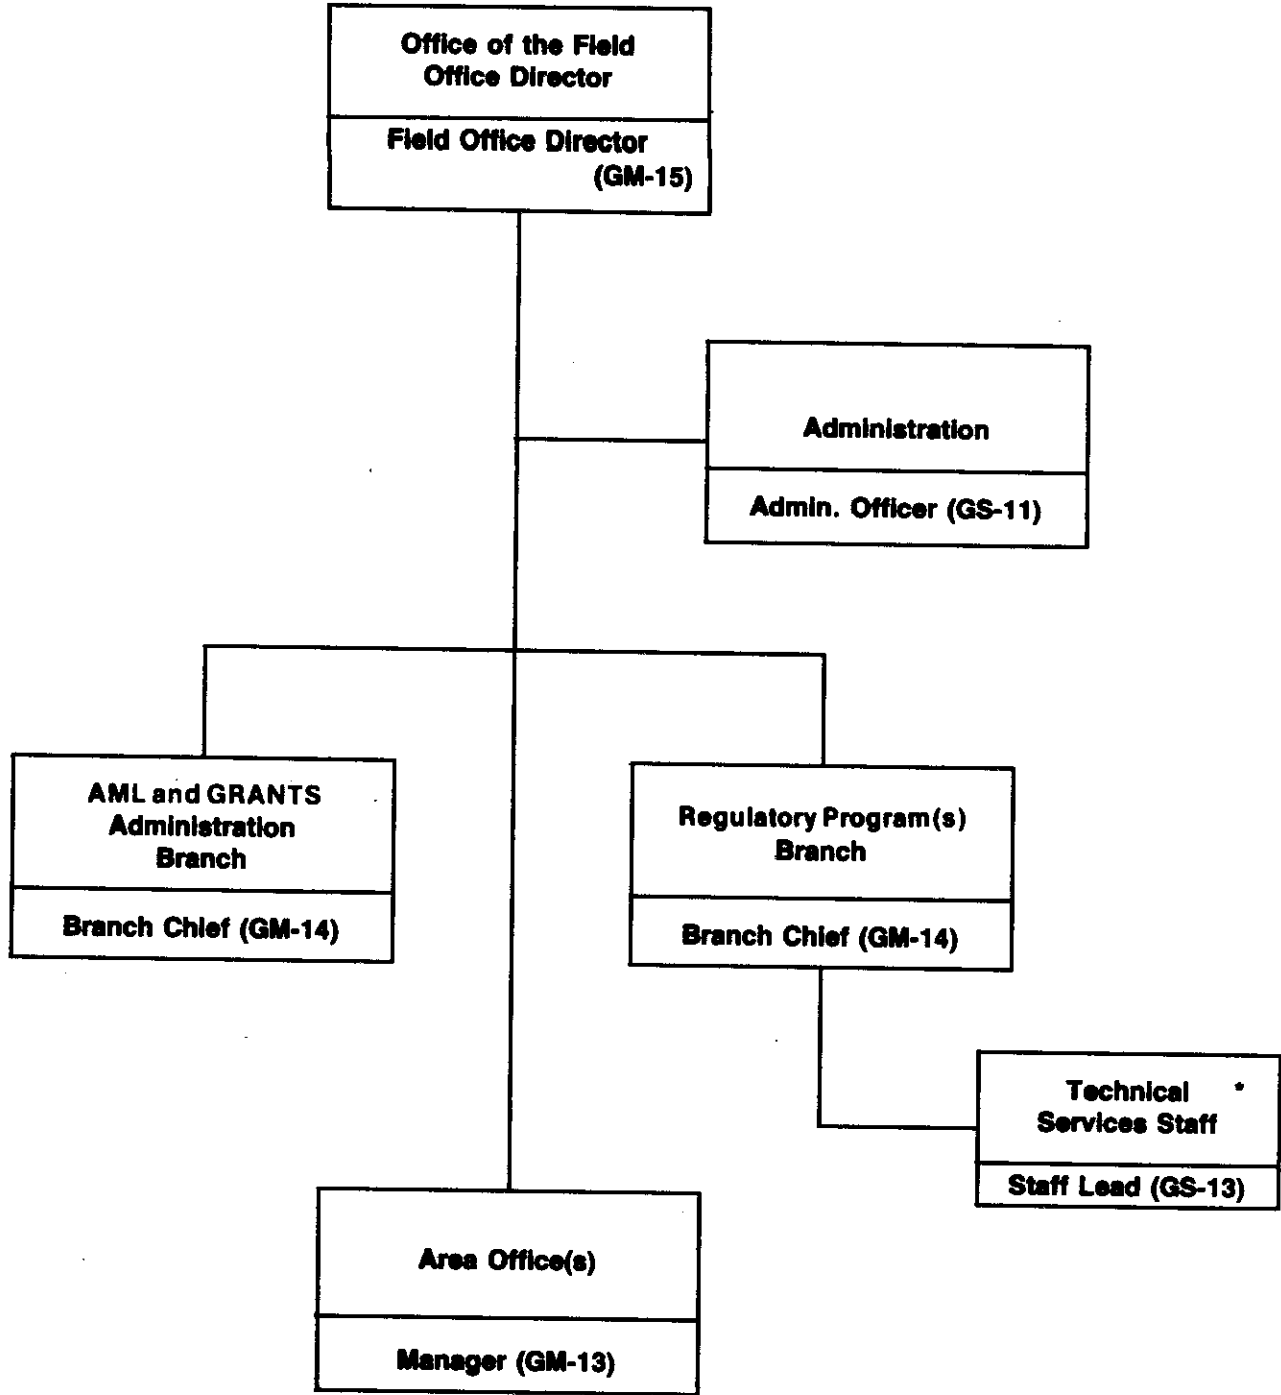 Office of the Field
Office Director
Field Office Director
(GM-15)
Administration
Admin. Officer (GS-11)
AML and GRANTS
Administration
Branch
Branch Chief (GM-14)
Regulatory Program(s)
Branch
Branch Chief (GM-14)
Technical *
Services Staff
Staff Lead (GS-13)
Area Office(s)
Manager (GM-13)